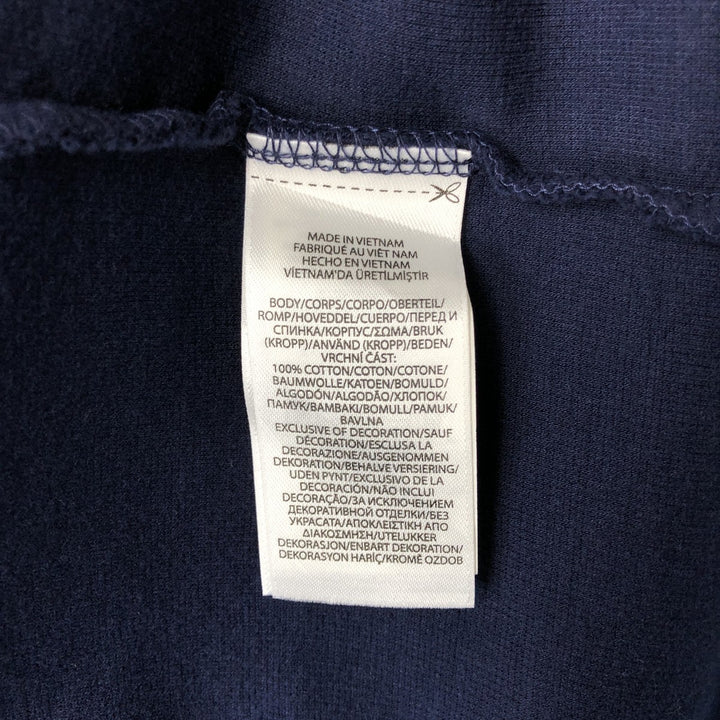 MADE IN VIETNAM
FABRIQUÉ AU VIÊT NAM
HECHO EN VIETNAM
VİETNAM'DA ÜRETİLMİŞTİR
BODY/CORPS/CORPO/OBERTEIL/
ROMP/HOVEDDEL/CUERPO/ПЕРЕД И
СПИНКА/КОРПУС/ΣΩΜΑ/BRUK
(KROPP)/ANVÄND (KROPP)/BEDEN/
VRCHNÍ ČÁST:
100% COTTON/COTON/COTONE/
BAUMWOLLE/KATOEN/BOMULD/
ALGODÓN/ALGODÃO/ХЛОПОК/
ПАМУК/ΒΑΜΒΑΚΙ/BOMULL/PAMUK/
BAVLNA
EXCLUSIVE OF DECORATION/SAUF
DÉCORATION/ESCLUSA LA
DECORAZIONE/AUSGENOMMEN
DEKORATION/BEHALVE VERSIERING/
UDEN PYNT/EXCLUSIVO DE LA
DECORACIÓN/NÃO INCLUI
DECORAÇÃO/ЗА ИСКЛЮЧЕНИЕМ
ДЕКОРАТИВНОЙ ОТДЕЛКИ/БЕЗ
УКРАСАТА/ΑΠΟΚΛΕΙΣΤΙΚΗ ΑΠΟ
ΔΙΑΚΟΣΜΗΣΗ/UTELUKKER
DEKORASJON/ENBART DEKORATION/
DEKORASYON HARİÇ/KROMĚ OZDOB